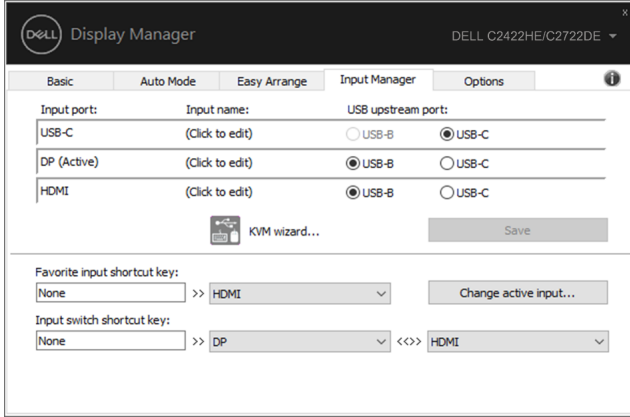 x
DELL Display Manager DELL C2422HE/C2722DE
Basic Auto Mode Easy Arrange Input Manager Options i
Input port: Input name: USB upstream port:
USB-C (Click to edit) USB-B USB-C
DP (Active) (Click to edit) USB-B USB-C
HDMI (Click to edit) USB-B USB-C
KVM wizard... Save
Favorite input shortcut key:
None >> HDMI Change active input...
Input switch shortcut key:
None >> DP <<>> HDMI